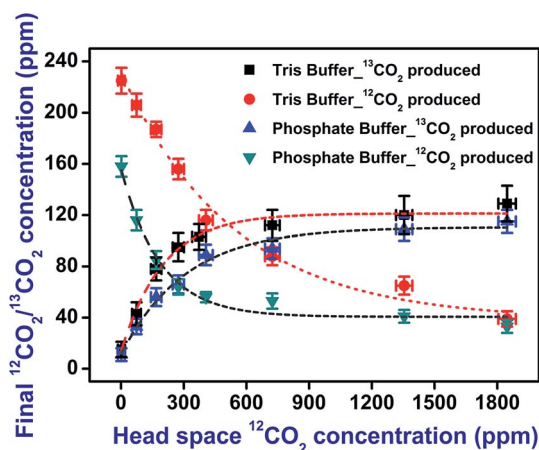 Final ¹²CO₂/¹³CO₂ concentration (ppm)
240
200
160
120
80
40
0
Tris Buffer_¹³CO₂ produced
Tris Buffer_¹²CO₂ produced
Phosphate Buffer_¹³CO₂ produced
Phosphate Buffer_¹²CO₂ produced
0 300 600 900 1200 1500 1800
Head space ¹²CO₂ concentration (ppm)